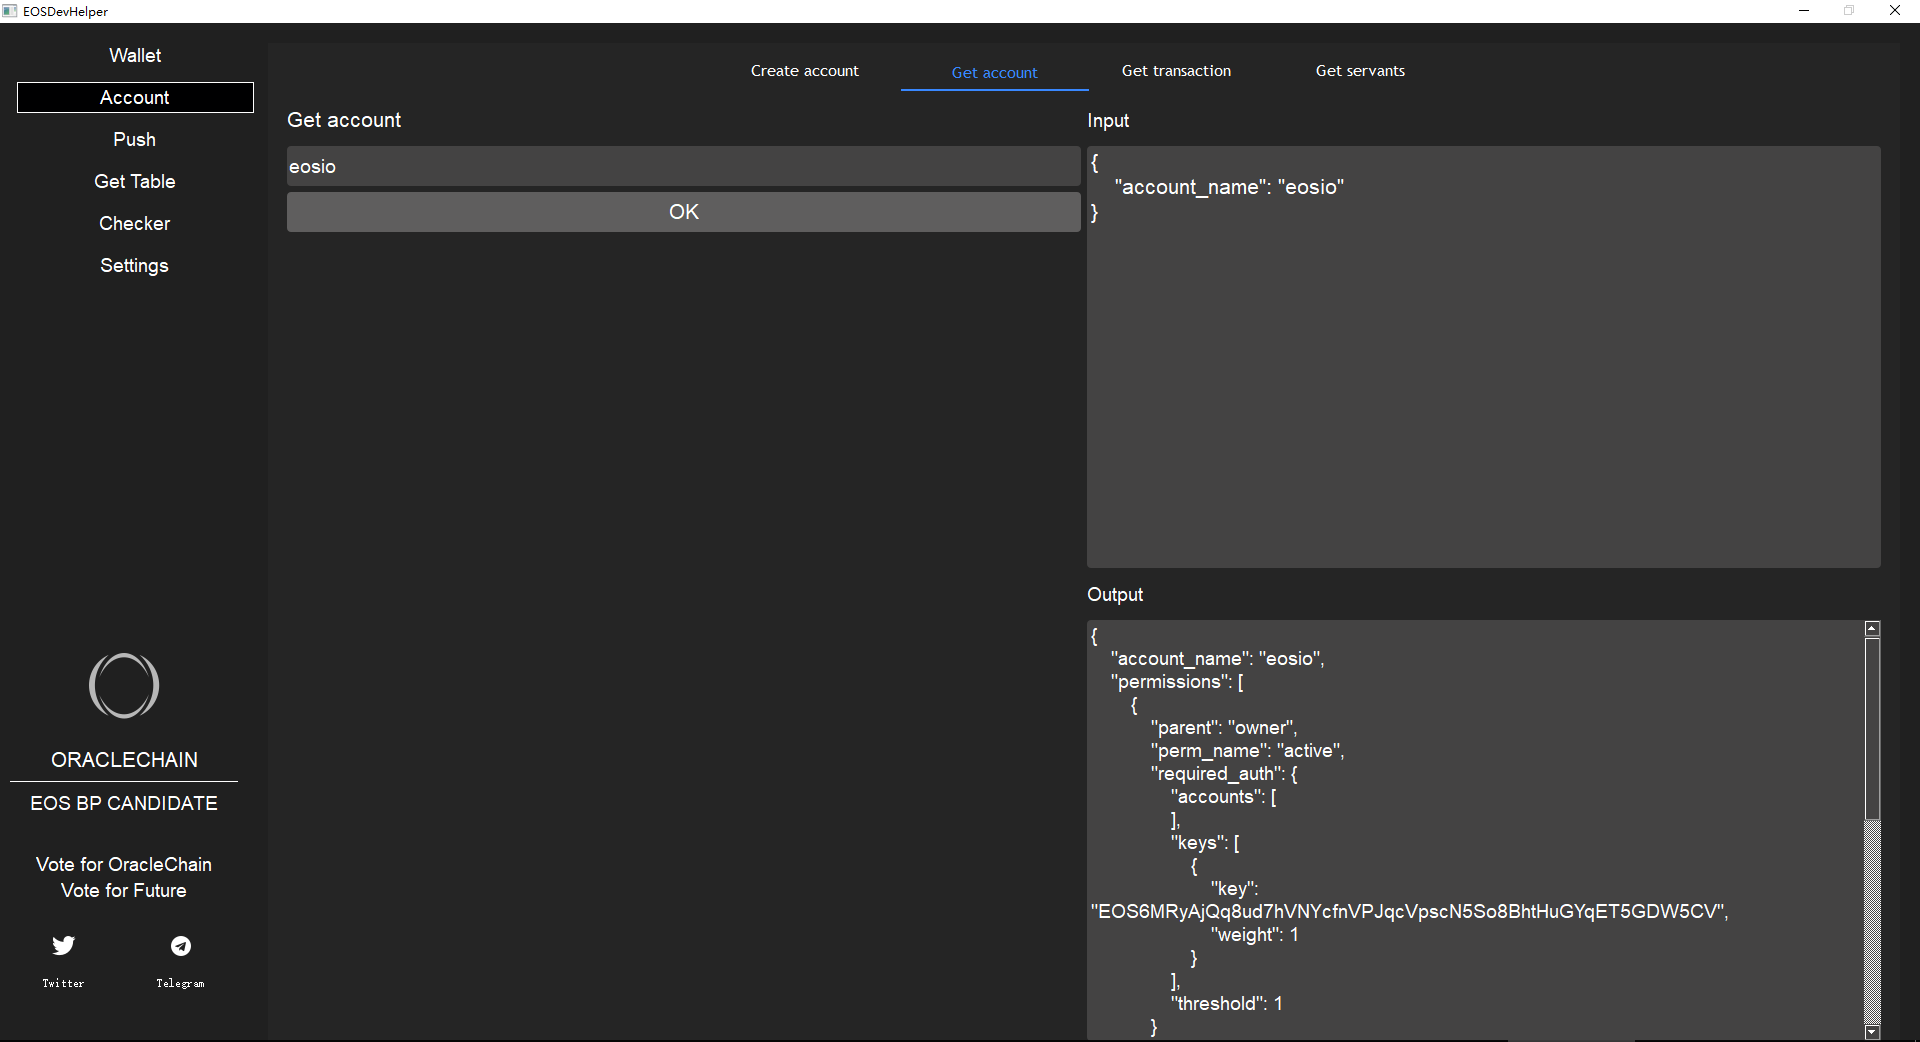 EOSDevHelper
Wallet
Account
Push
Get Table
Checker
Settings
ORACLECHAIN
EOS BP CANDIDATE
Vote for OracleChain
Vote for Future
Twitter
Telegram
Create account
Get account
Get transaction
Get servants
Get account
eosio
OK
Input
{
"account_name": "eosio"
}
Output
{
"account_name": "eosio",
"permissions": [
{
"parent": "owner",
"perm_name": "active",
"required_auth": {
"accounts": [
],
"keys": [
{
"key":
"EOS6MRyAjQq8ud7hVNYcfnVPJqcVpscN5So8BhtHuGYqET5GDW5CV",
"weight": 1
}
],
"threshold": 1
}